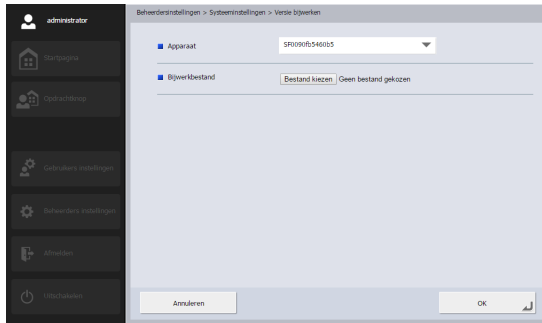 administrator
Startpagina
Opdrachtknop
Gebruikers instellingen
Beheerders instellingen
Afmelden
Uitschakelen
Beheerdersinstellingen > Systeeminstellingen > Versie bijwerken
Apparaat
SF0090fb5460b5
Bijwerkbestand
Bestand kiezen Geen bestand gekozen
Annuleren
OK